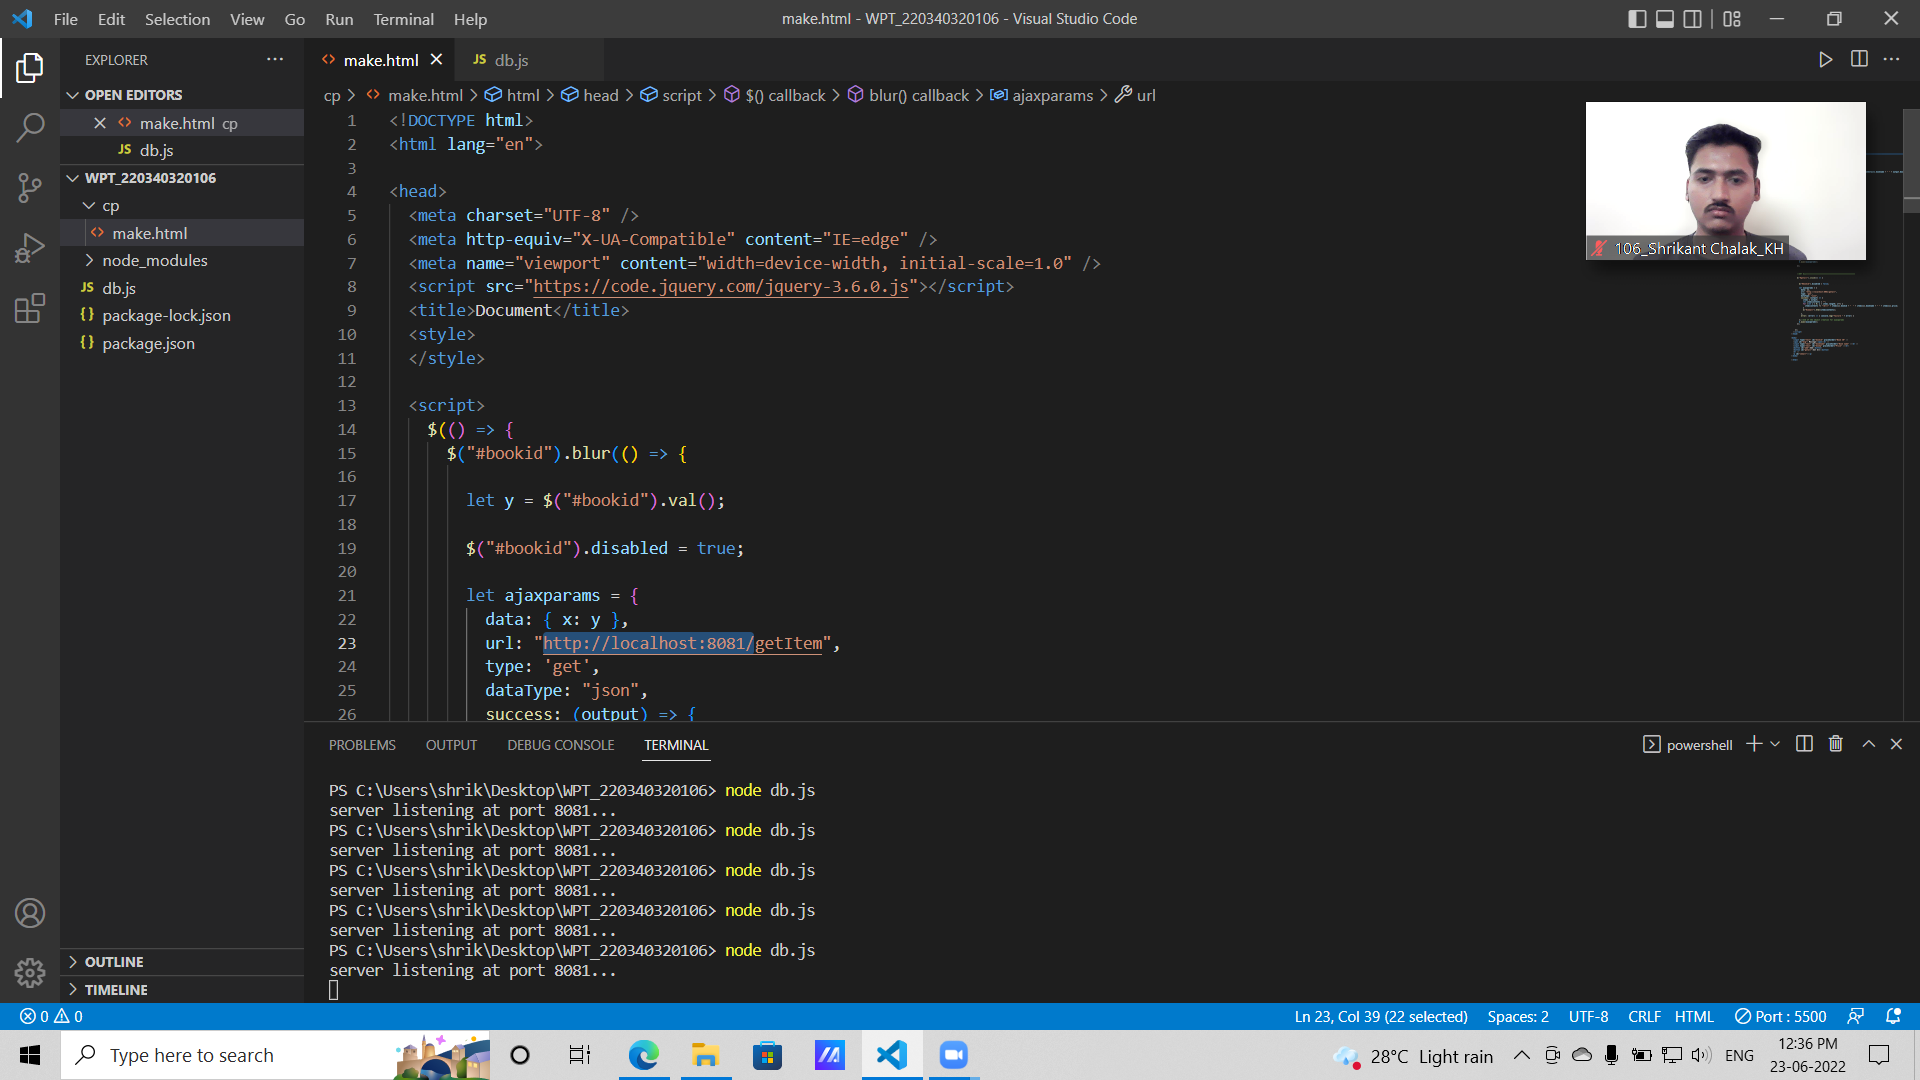 File Edit Selection View Go Run Terminal Help
make.html - WPT_220340320106 - Visual Studio Code
EXPLORER
OPEN EDITORS
make.html cp
JS db.js
WPT_220340320106
cp
make.html
node_modules
JS db.js
{} package-lock.json
{} package.json
OUTLINE
TIMELINE
make.html
JS db.js
cp > make.html > html > head > script > $() callback > blur() callback > ajaxparams > url
1 <!DOCTYPE html>
2 <html lang="en">
3
4 <head>
5 <meta charset="UTF-8" />
6 <meta http-equiv="X-UA-Compatible" content="IE=edge" />
7 <meta name="viewport" content="width=device-width, initial-scale=1.0" />
8 <script src="https://code.jquery.com/jquery-3.6.0.js"></script>
9 <title>Document</title>
10 <style>
11 </style>
12
13 <script>
14 $(() => {
15 $("#bookid").blur(() => {
16
17 let y = $("#bookid").val();
18
19 $("#bookid").disabled = true;
20
21 let ajaxparams = {
22 data: { x: y },
23 url: "http://localhost:8081/getItem",
24 type: 'get',
25 dataType: "json",
26 success: (output) => {
106_Shrikant Chalak_KH
PROBLEMS OUTPUT DEBUG CONSOLE TERMINAL
powershell
PS C:\Users\shrik\Desktop\WPT_220340320106> node db.js
server listening at port 8081...
PS C:\Users\shrik\Desktop\WPT_220340320106> node db.js
server listening at port 8081...
PS C:\Users\shrik\Desktop\WPT_220340320106> node db.js
server listening at port 8081...
PS C:\Users\shrik\Desktop\WPT_220340320106> node db.js
server listening at port 8081...
PS C:\Users\shrik\Desktop\WPT_220340320106> node db.js
server listening at port 8081...
0 0
Ln 23, Col 39 (22 selected) Spaces: 2 UTF-8 CRLF HTML Port : 5500
Type here to search
28°C Light rain
ENG
12:36 PM
23-06-2022